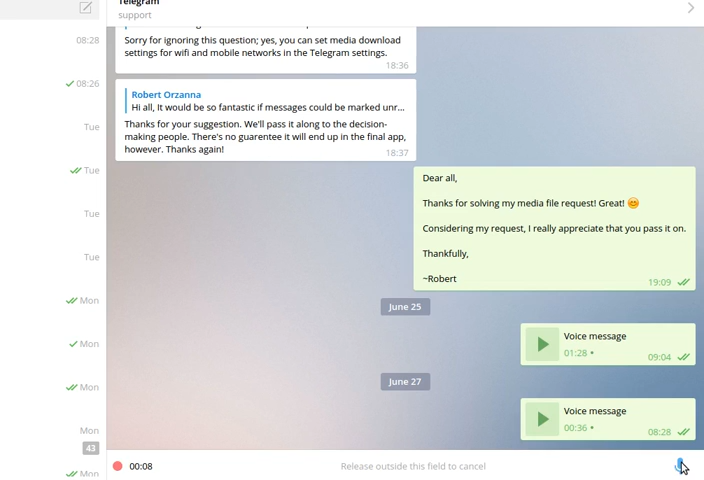 Telegram
support
08:28
08:26
Tue
Tue
Tue
Tue
Mon
Mon
Mon
Mon
43
Mon
Sorry for ignoring this question; yes, you can set media download
settings for wifi and mobile networks in the Telegram settings.
18:36
Robert Orzanna
Hi all, It would be so fantastic if messages could be marked unr...
Thanks for your suggestion. We'll pass it along to the decision-
making people. There's no guarentee it will end up in the final app,
however. Thanks again!
18:37
Dear all,
Thanks for solving my media file request! Great! 😊
Considering my request, I really appreciate that you pass it on.
Thankfully,
~Robert
19:09
June 25
Voice message
01:28
09:04
June 27
Voice message
00:36
08:28
00:08
Release outside this field to cancel